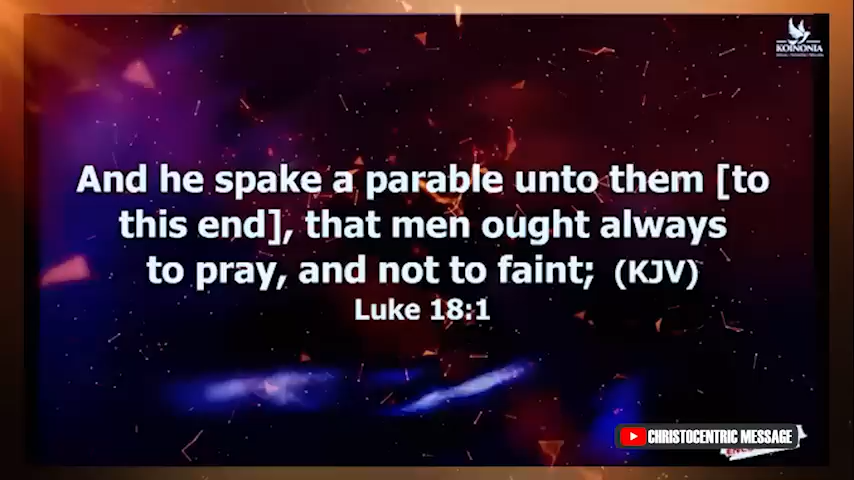 KOINONIA
And he spake a parable unto them [to
this end], that men ought always
to pray, and not to faint; (KJV)
Luke 18:1
CHRISTOCENTRIC MESSAGE